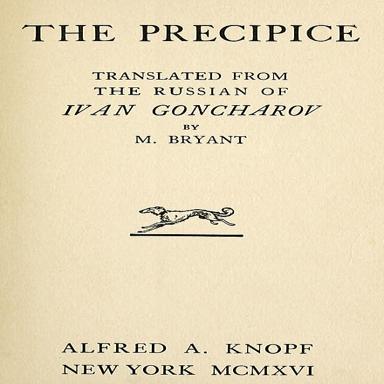 THE PRECIPICE
TRANSLATED FROM
THE RUSSIAN OF
IVAN GONCHAROV
BY
M. BRYANT
ALFRED A. KNOPF
NEW YORK MCMXVI